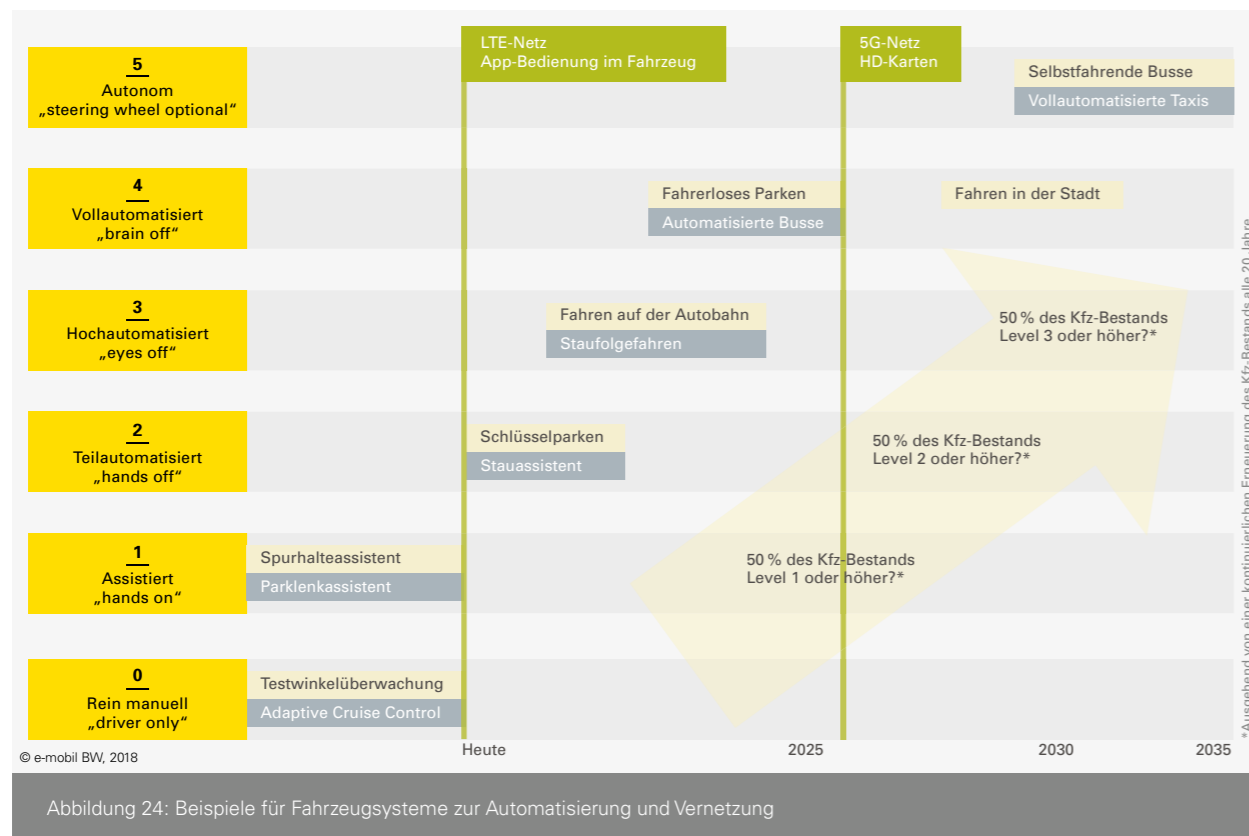 LTE-Netz
App-Bedienung im Fahrzeug
5G-Netz
HD-Karten
5
Autonom
„steering wheel optional“
Selbstfahrende Busse
Vollautomatisierte Taxis
4
Vollautomatisiert
„brain off“
Fahrerloses Parken
Automatisierte Busse
Fahren in der Stadt
3
Hochautomatisiert
„eyes off“
Fahren auf der Autobahn
Staufolgefahren
50 % des Kfz-Bestands
Level 3 oder höher?*
2
Teilautomatisiert
„hands off“
Schlüsselparken
Stauassistent
50 % des Kfz-Bestands
Level 2 oder höher?*
1
Assistiert
„hands on“
Spurhalteassistent
Parklenkassistent
50 % des Kfz-Bestands
Level 1 oder höher?*
0
Rein manuell
„driver only“
Testwinkelüberwachung
Adaptive Cruise Control
*Ausgehend von einer kontinuierlichen Erneuerung des Kfz-Bestands alle 20 Jahre
Heute
2025
2030
2035
© e-mobil BW, 2018
Abbildung 24: Beispiele für Fahrzeugsysteme zur Automatisierung und Vernetzung